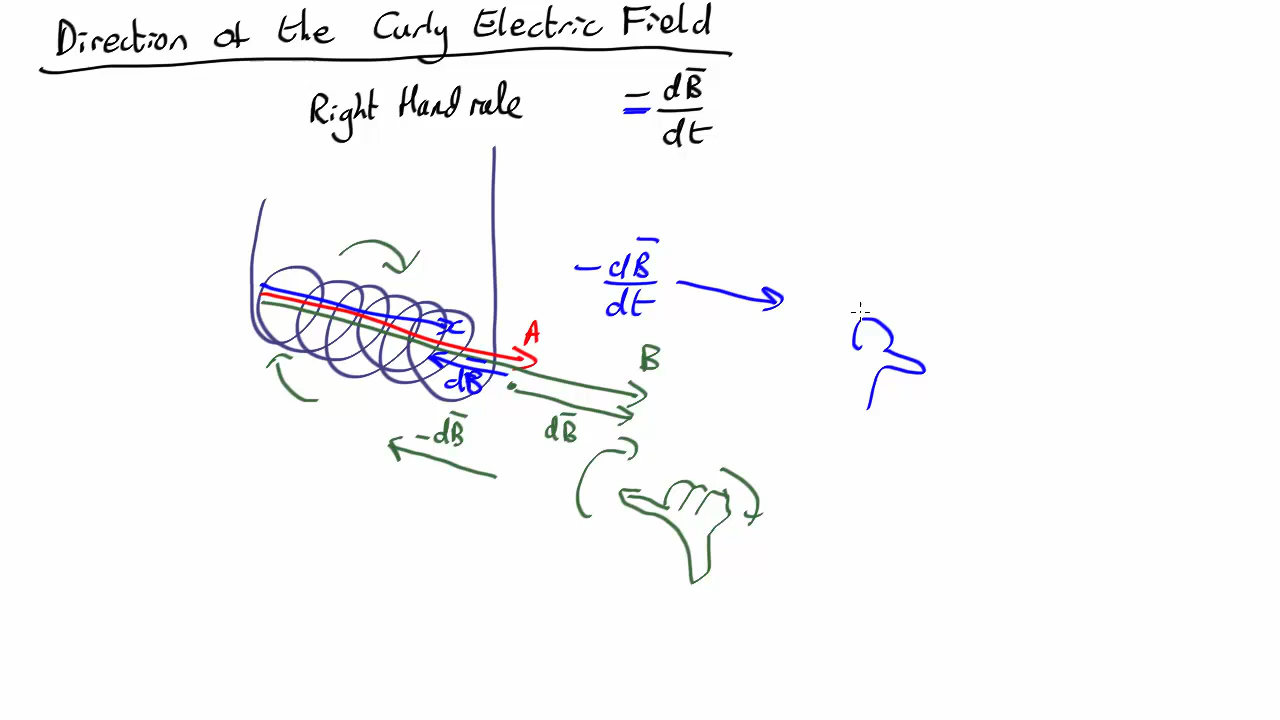 Direction of the Curly Electric Field
Right Hand rule
- dB̅/dt
-dB̅/dt
A
B
x
dB̅
dB̅
-dB̅